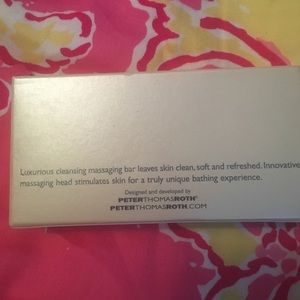 Luxurious cleansing massaging bar leaves skin clean, soft and refreshed. Innovative
massaging head stimulates skin for a truly unique bathing experience.
Designed and developed by
PETERTHOMASROTH®
PETERTHOMASROTH.COM